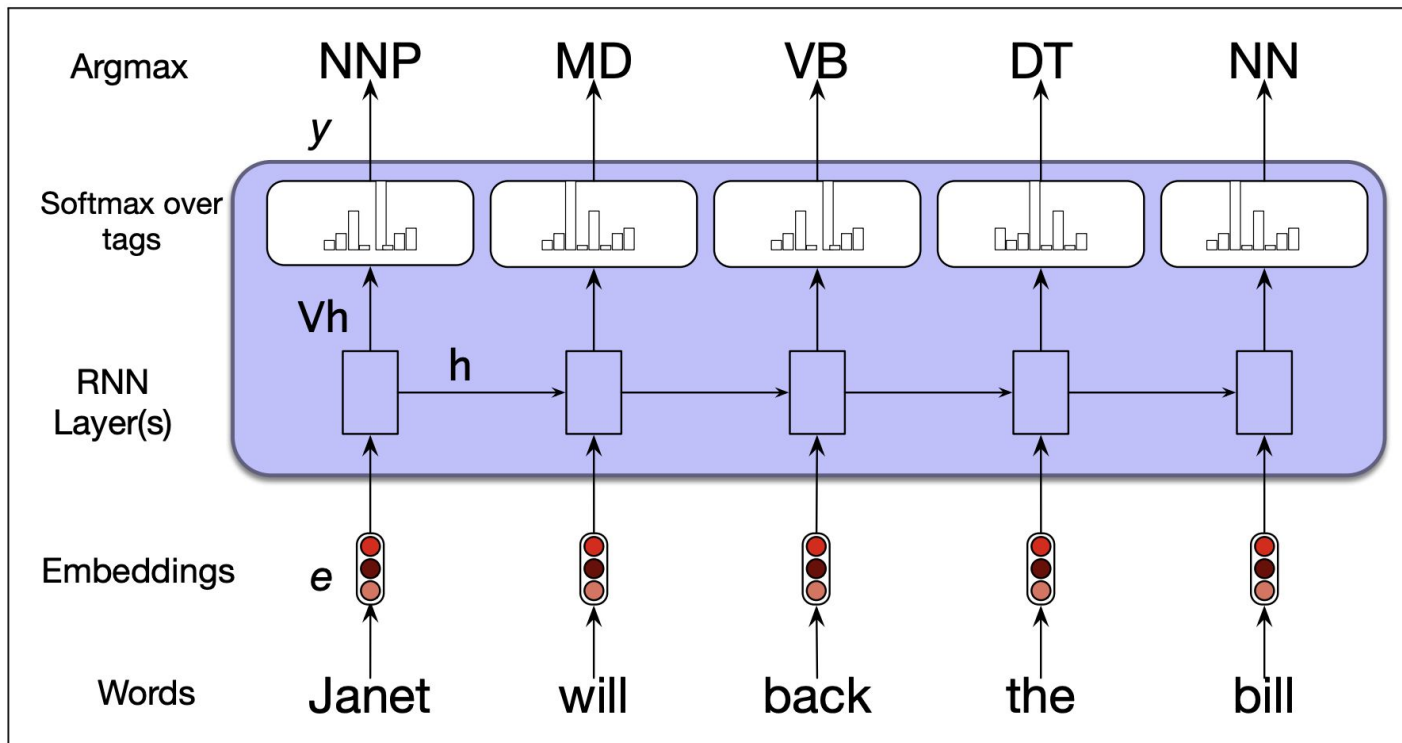 Argmax NNP MD VB DT NN
y
Softmax over
tags
Vh
h
RNN
Layer(s)
Embeddings e
Words Janet will back the bill